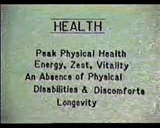 HEALTH
Peak Physical Health
Energy, Zest, Vitality
An Absence of Physical
Disabilities & Discomforts
Longevity